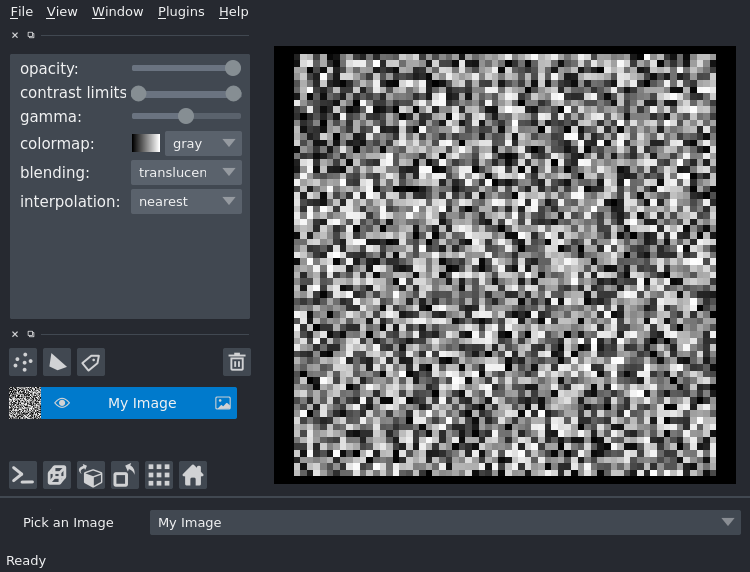 File View Window Plugins Help
opacity:
contrast limits
gamma:
colormap: gray
blending: translucen
interpolation: nearest
My Image
Pick an Image My Image
Ready